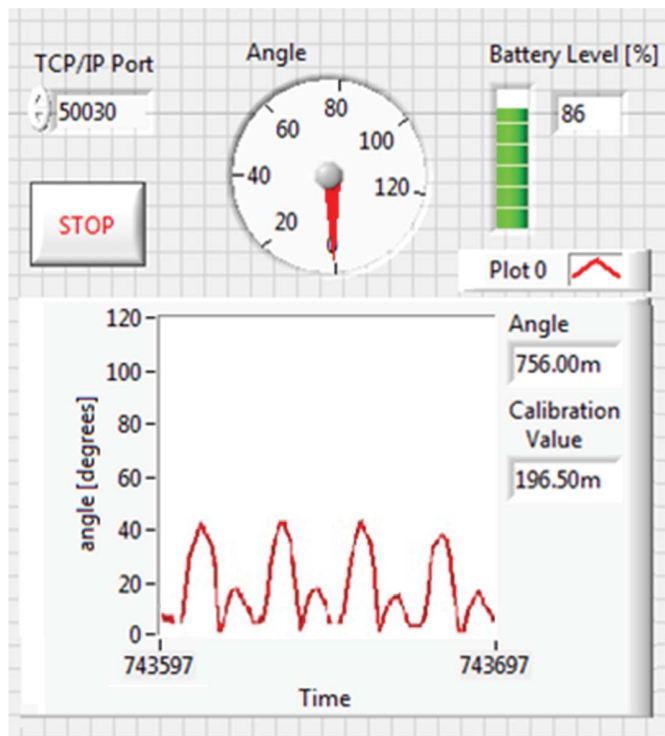 TCP/IP Port
50030
STOP
Angle
0
20
40
60
80
100
120
Battery Level [%]
86
Plot 0
angle [degrees]
120
100
80
60
40
20
0
743597
743697
Time
Angle
756.00m
Calibration
Value
196.50m